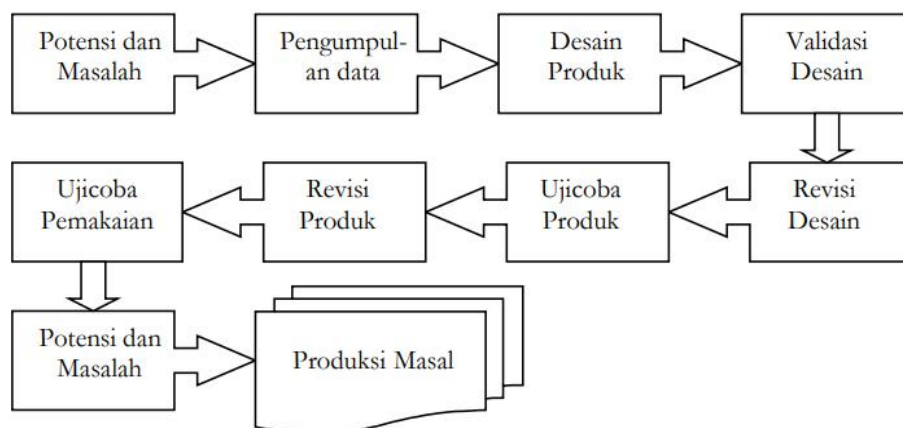 Potensi dan
Masalah
Pengumpul-
an data
Desain
Produk
Validasi
Desain
Ujicoba
Pemakaian
Revisi
Produk
Ujicoba
Produk
Revisi
Desain
Potensi dan
Masalah
Produksi Masal